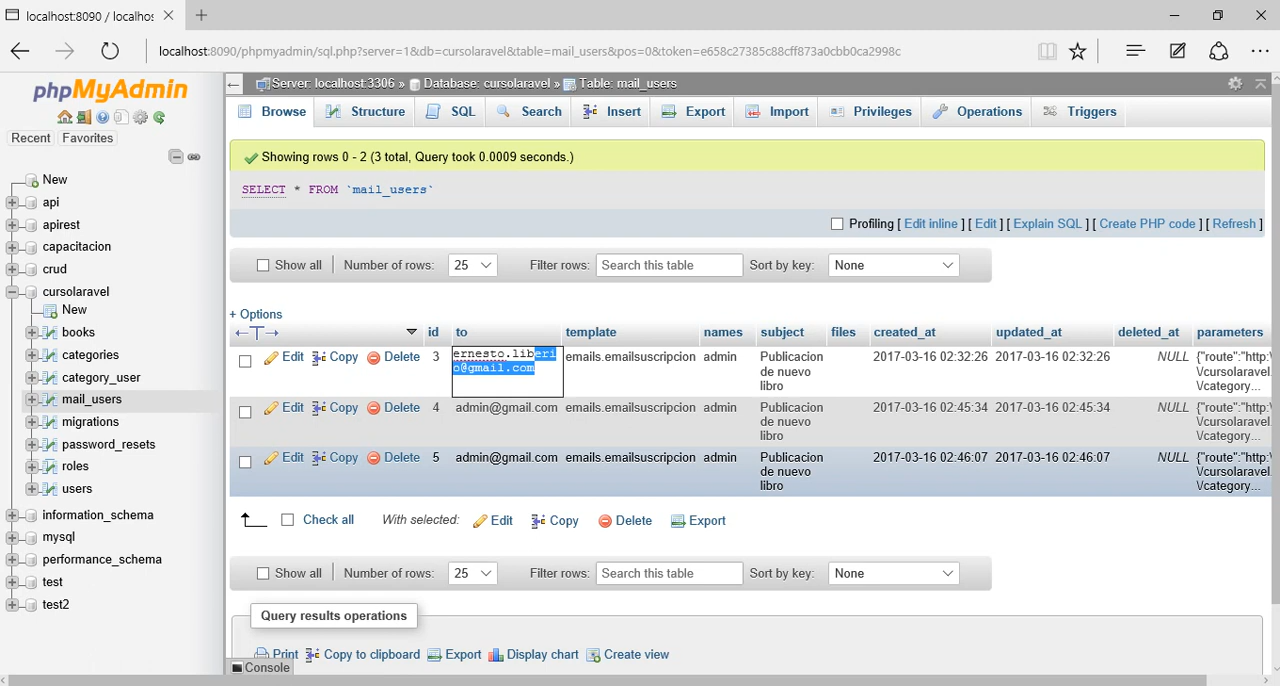 localhost:8090 / localhos
localhost:8090/phpmyadmin/sql.php?server=1&db=cursolaravel&table=mail_users&pos=0&token=e658c27385c88cff873a0cbb0ca2998c
phpMyAdmin
Recent Favorites
New
api
apirest
capacitacion
crud
cursolaravel
New
books
categories
category_user
mail_users
migrations
password_resets
roles
users
information_schema
mysql
performance_schema
test
test2
Server: localhost:3306 » Database: cursolaravel » Table: mail_users
Browse Structure SQL Search Insert Export Import Privileges Operations Triggers
Showing rows 0 - 2 (3 total, Query took 0.0009 seconds.)
SELECT * FROM `mail_users`
Profiling [ Edit inline ] [ Edit ] [ Explain SQL ] [ Create PHP code ] [ Refresh ]
Show all Number of rows: 25 Filter rows: Search this table Sort by key: None
+ Options
←T→ id to template names subject files created_at updated_at deleted_at parameters
Edit Copy Delete 3 ernesto.liberi emails.emailsuscripcion admin Publicacion 2017-03-16 02:32:26 2017-03-16 02:32:26 NULL {"route":"http:\
o@gmail.com de nuevo \/cursolaravel.
libro \/category...
Edit Copy Delete 4 admin@gmail.com emails.emailsuscripcion admin Publicacion 2017-03-16 02:45:34 2017-03-16 02:45:34 NULL {"route":"http:\
de nuevo \/cursolaravel.
libro \/category...
Edit Copy Delete 5 admin@gmail.com emails.emailsuscripcion admin Publicacion 2017-03-16 02:46:07 2017-03-16 02:46:07 NULL {"route":"http:\
de nuevo \/cursolaravel.
libro \/category...
Check all With selected: Edit Copy Delete Export
Show all Number of rows: 25 Filter rows: Search this table Sort by key: None
Query results operations
Print Copy to clipboard Export Display chart Create view
Console